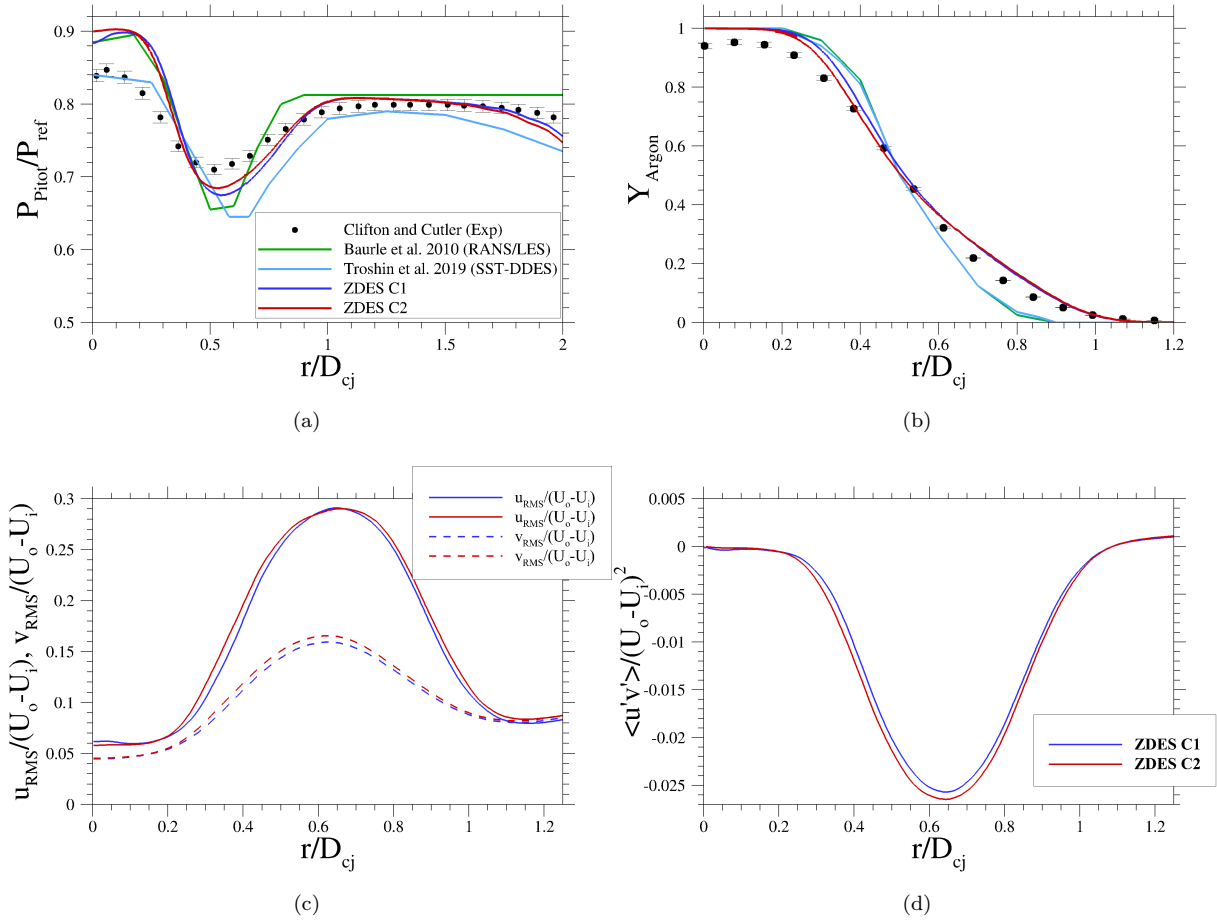 P_Pitot/P_ref
0.9
0.8
0.7
0.6
0.5
Clifton and Cutler (Exp)
Baurle et al. 2010 (RANS/LES)
Troshin et al. 2019 (SST-DDES)
ZDES C1
ZDES C2
0 0.5 1 1.5 2
r/D_cj
(a)
Y_Argon
1
0.8
0.6
0.4
0.2
0
0 0.2 0.4 0.6 0.8 1 1.2
r/D_cj
(b)
u_RMS/(U_o-U_i), v_RMS/(U_o-U_i)
0.3
0.25
0.2
0.15
0.1
0.05
0
u_RMS/(U_o-U_i)
u_RMS/(U_o-U_i)
v_RMS/(U_o-U_i)
v_RMS/(U_o-U_i)
0 0.2 0.4 0.6 0.8 1 1.2
r/D_cj
(c)
<u'v'>/(U_o-U_i)^2
0.005
0
-0.005
-0.01
-0.015
-0.02
-0.025
ZDES C1
ZDES C2
0 0.2 0.4 0.6 0.8 1 1.2
r/D_cj
(d)